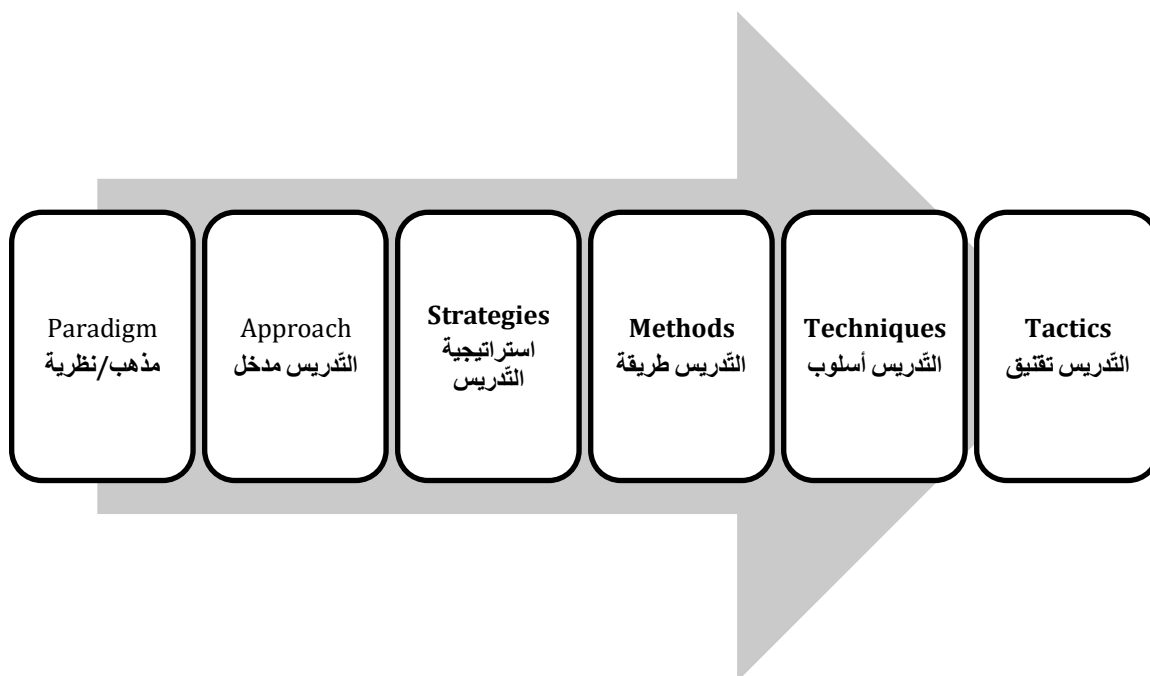 Paradigm
مذهب/نظرية
Approach
التّدريس مدخل
Strategies
استراتيجية
التّدريس
Methods
التّدريس طريقة
Techniques
التّدريس أسلوب
Tactics
التّدريس تقنيق